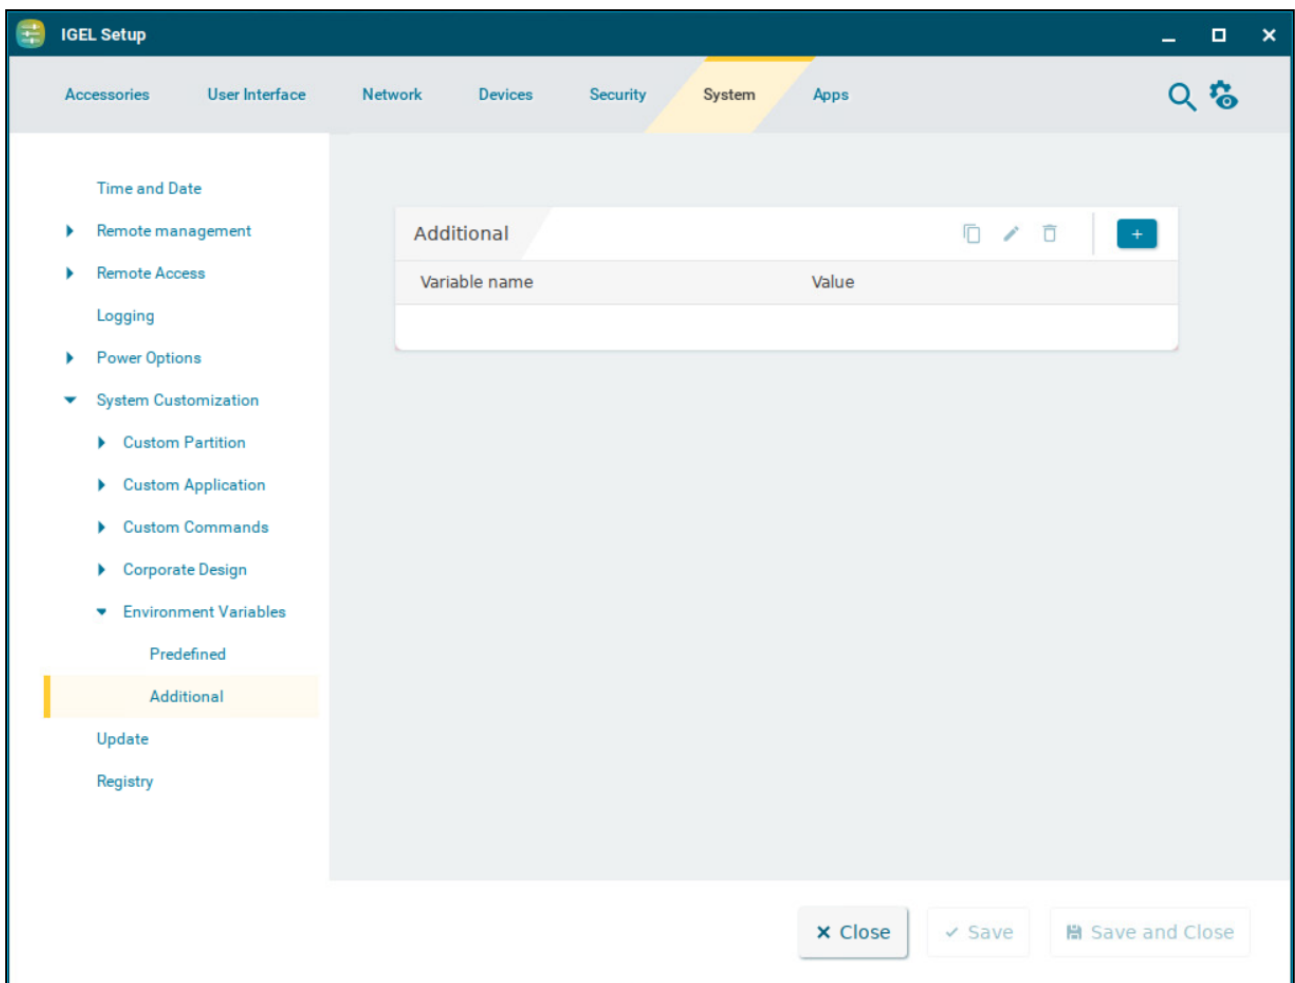 IGEL Setup
Accessories User Interface Network Devices Security System Apps
Time and Date
Remote management
Remote Access
Logging
Power Options
System Customization
Custom Partition
Custom Application
Custom Commands
Corporate Design
Environment Variables
Predefined
Additional
Update
Registry
Additional
Variable name Value
Close Save Save and Close